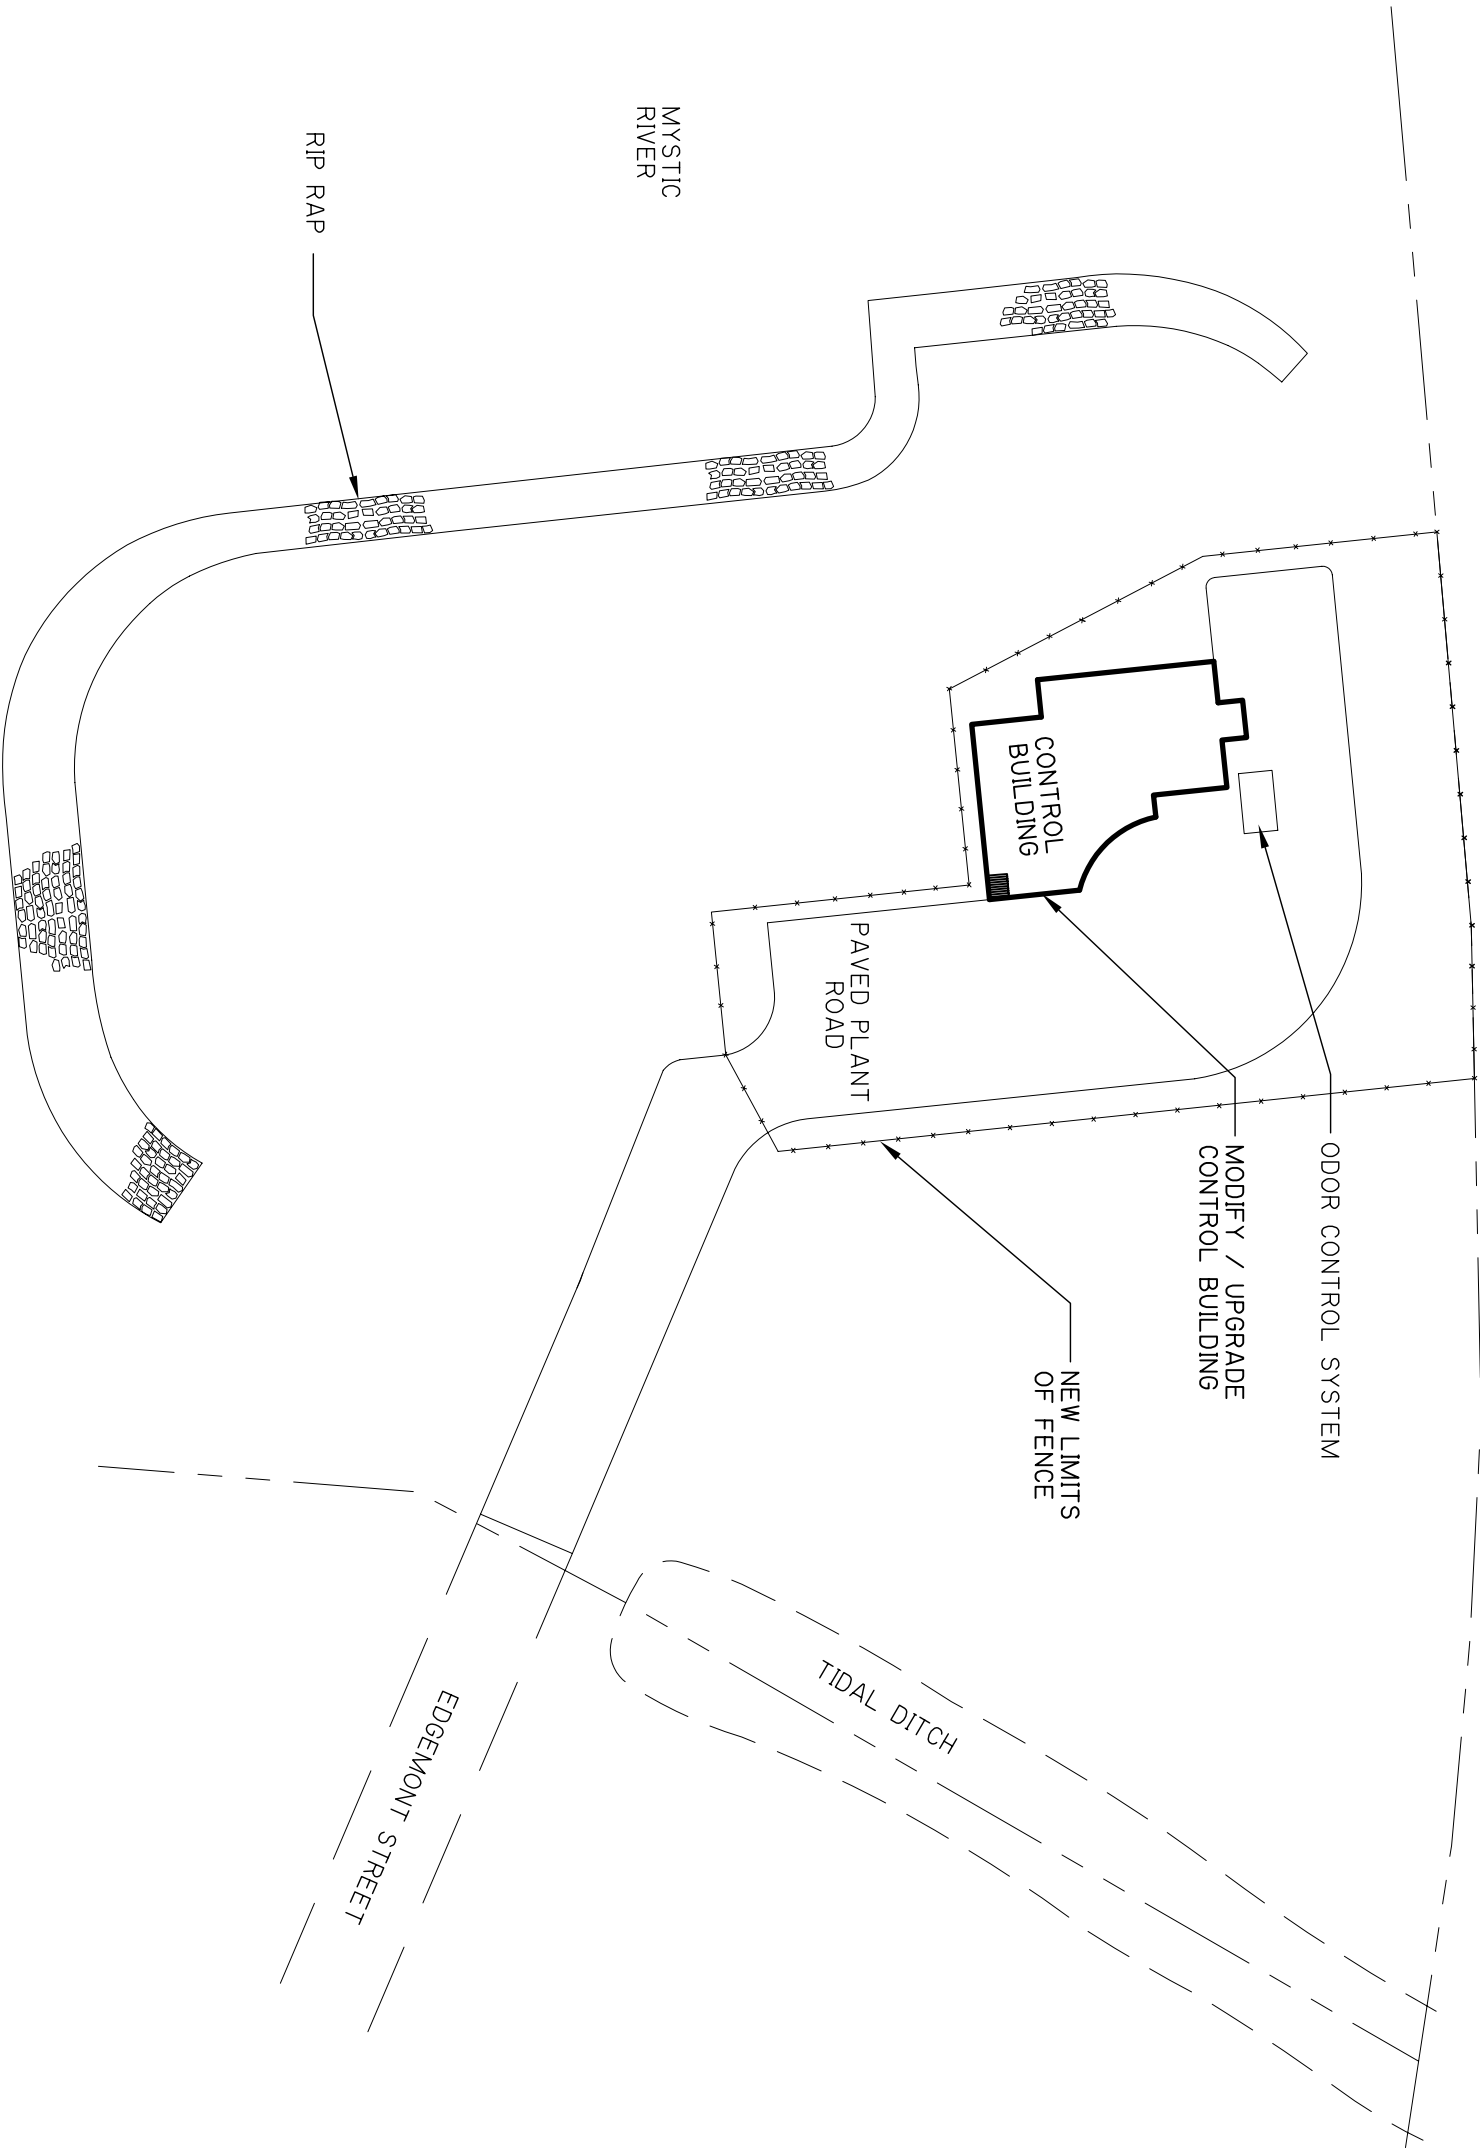 ODOR CONTROL SYSTEM
MODIFY / UPGRADE
CONTROL BUILDING
NEW LIMITS
OF FENCE
CONTROL
BUILDING
PAVED PLANT
ROAD
TIDAL DITCH
MYSTIC
RIVER
EDGEMONT STREET
RIP RAP